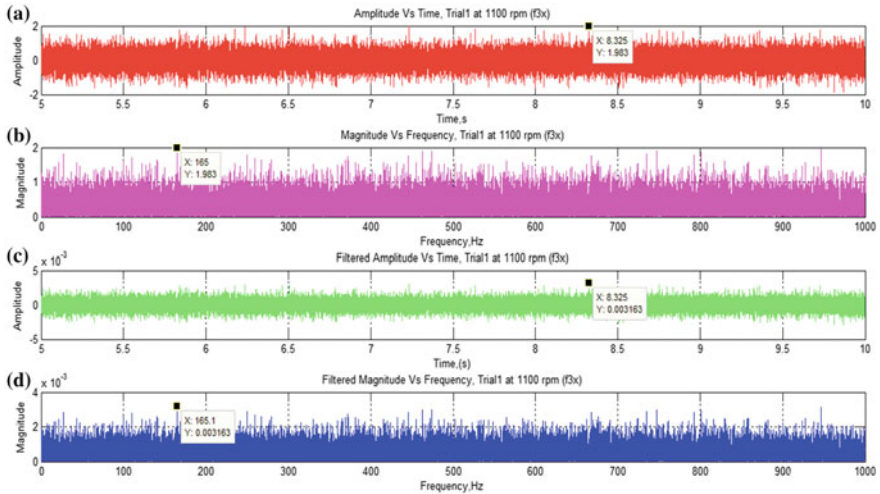 (a)
Amplitude Vs Time, Trial1 at 1100 rpm (f3x)
Amplitude
2
0
-2
X: 8.325
Y: 1.983
5 5.5 6 6.5 7 7.5 8 8.5 9 9.5 10
Time,s
(b)
Magnitude Vs Frequency, Trial1 at 1100 rpm (f3x)
Magnitude
2
1
0
X: 165
Y: 1.983
0 100 200 300 400 500 600 700 800 900 1000
Frequency,Hz
(c)
x 10-3
Filtered Amplitude Vs Time, Trial1 at 1100 rpm (f3x)
Amplitude
5
0
-5
X: 8.325
Y: 0.003163
5 5.5 6 6.5 7 7.5 8 8.5 9 9.5 10
Time,(s)
(d)
x 10-3
Filtered Magnitude Vs Frequency, Trial1 at 1100 rpm (f3x)
Magnitude
4
2
0
X: 165.1
Y: 0.003163
0 100 200 300 400 500 600 700 800 900 1000
Frequency,Hz